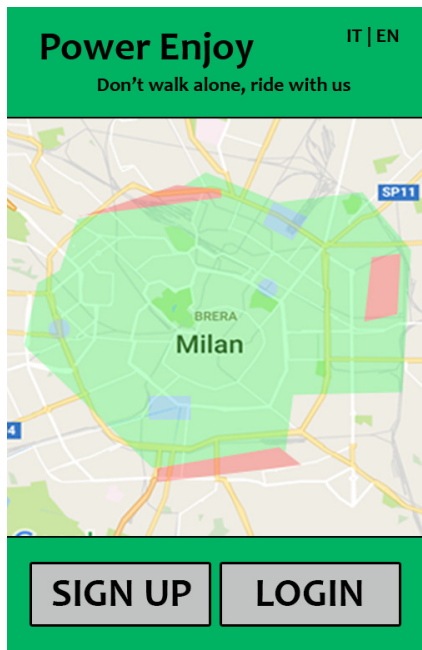 Power Enjoy
IT | EN
Don't walk alone, ride with us
SP11
BRERA
Milan
4
SIGN UP
LOGIN